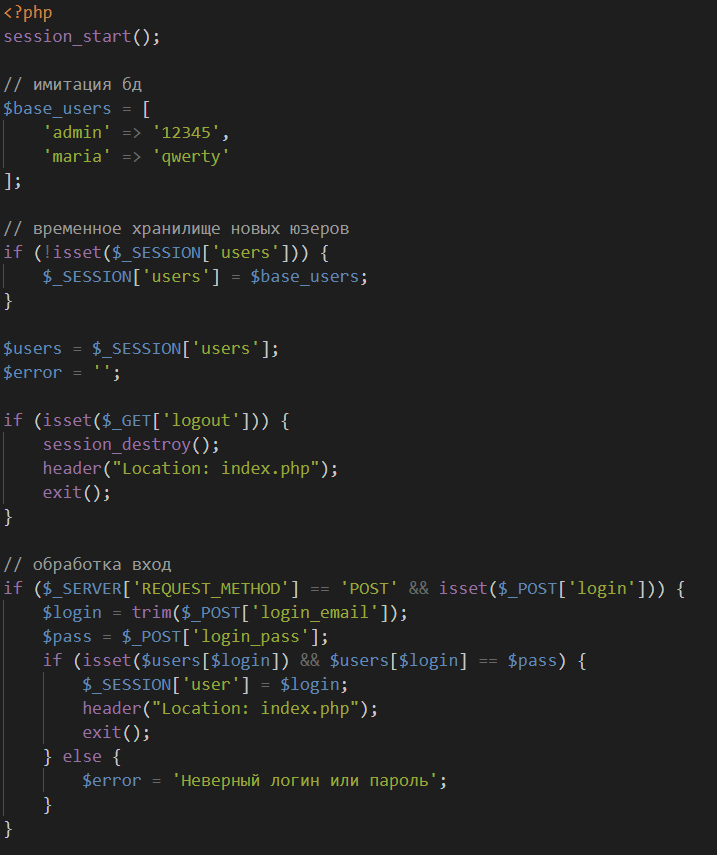 <?php
session_start();

// имитация бд
$base_users = [
    'admin' => '12345',
    'maria' => 'qwerty'
];

// временное хранилище новых юзеров
if (!isset($_SESSION['users'])) {
    $_SESSION['users'] = $base_users;
}

$users = $_SESSION['users'];
$error = '';

if (isset($_GET['logout'])) {
    session_destroy();
    header("Location: index.php");
    exit();
}

// обработка вход
if ($_SERVER['REQUEST_METHOD'] == 'POST' && isset($_POST['login'])) {
    $login = trim($_POST['login_email']);
    $pass = $_POST['login_pass'];
    if (isset($users[$login]) && $users[$login] == $pass) {
        $_SESSION['user'] = $login;
        header("Location: index.php");
        exit();
    } else {
        $error = 'Неверный логин или пароль';
    }
}